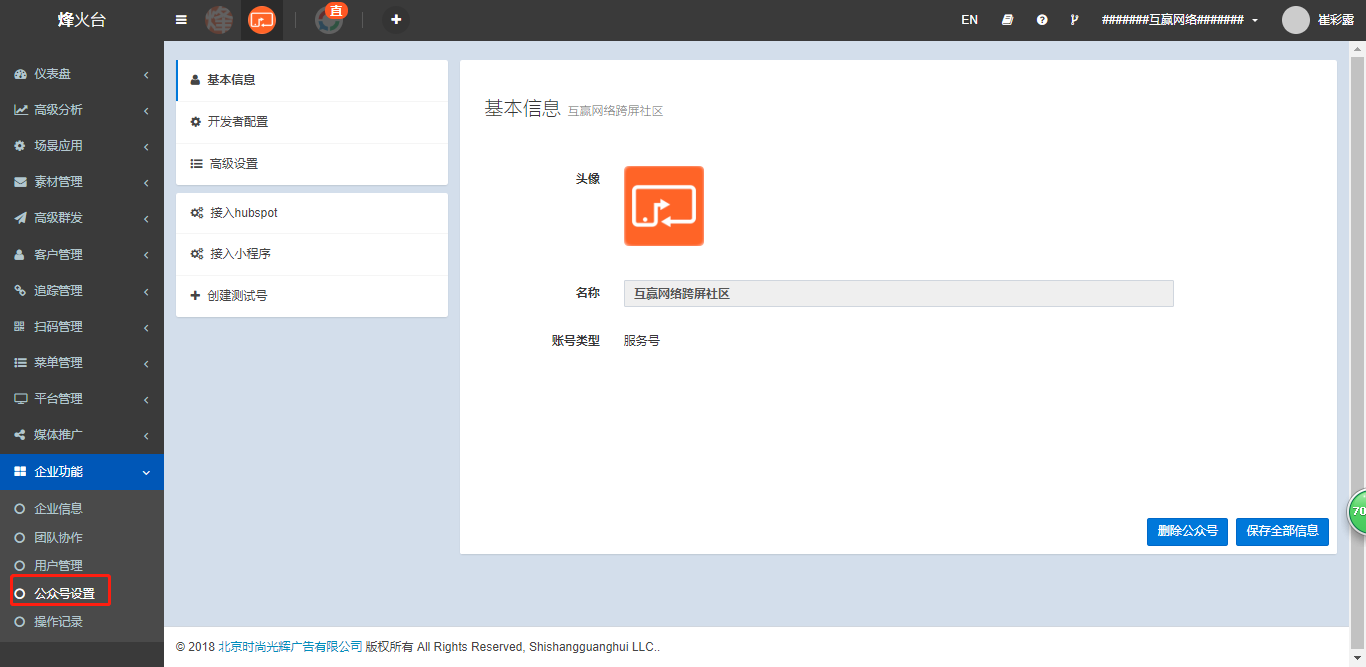 烽火台
烽
直
EN
#######互赢网络#######
崔彩霞
仪表盘
高级分析
场景应用
素材管理
高级群发
客户管理
追踪管理
扫码管理
菜单管理
平台管理
媒体推广
企业功能
企业信息
团队协作
用户管理
公众号设置
操作记录
基本信息
开发者配置
高级设置
接入hubspot
接入小程序
创建测试号
基本信息 互赢网络跨屏社区
头像
名称 互赢网络跨屏社区
账号类型 服务号
删除公众号 保存全部信息
70
© 2018 北京时尚光辉广告有限公司 版权所有 All Rights Reserved, Shishangguanghui LLC..